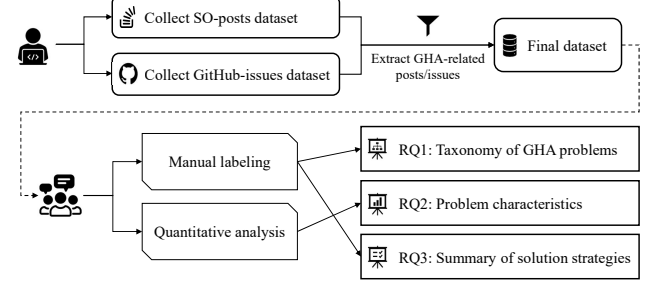 Collect SO-posts dataset
Collect GitHub-issues dataset
Extract GHA-related
posts/issues
Final dataset
Manual labeling
Quantitative analysis
RQ1: Taxonomy of GHA problems
RQ2: Problem characteristics
RQ3: Summary of solution strategies